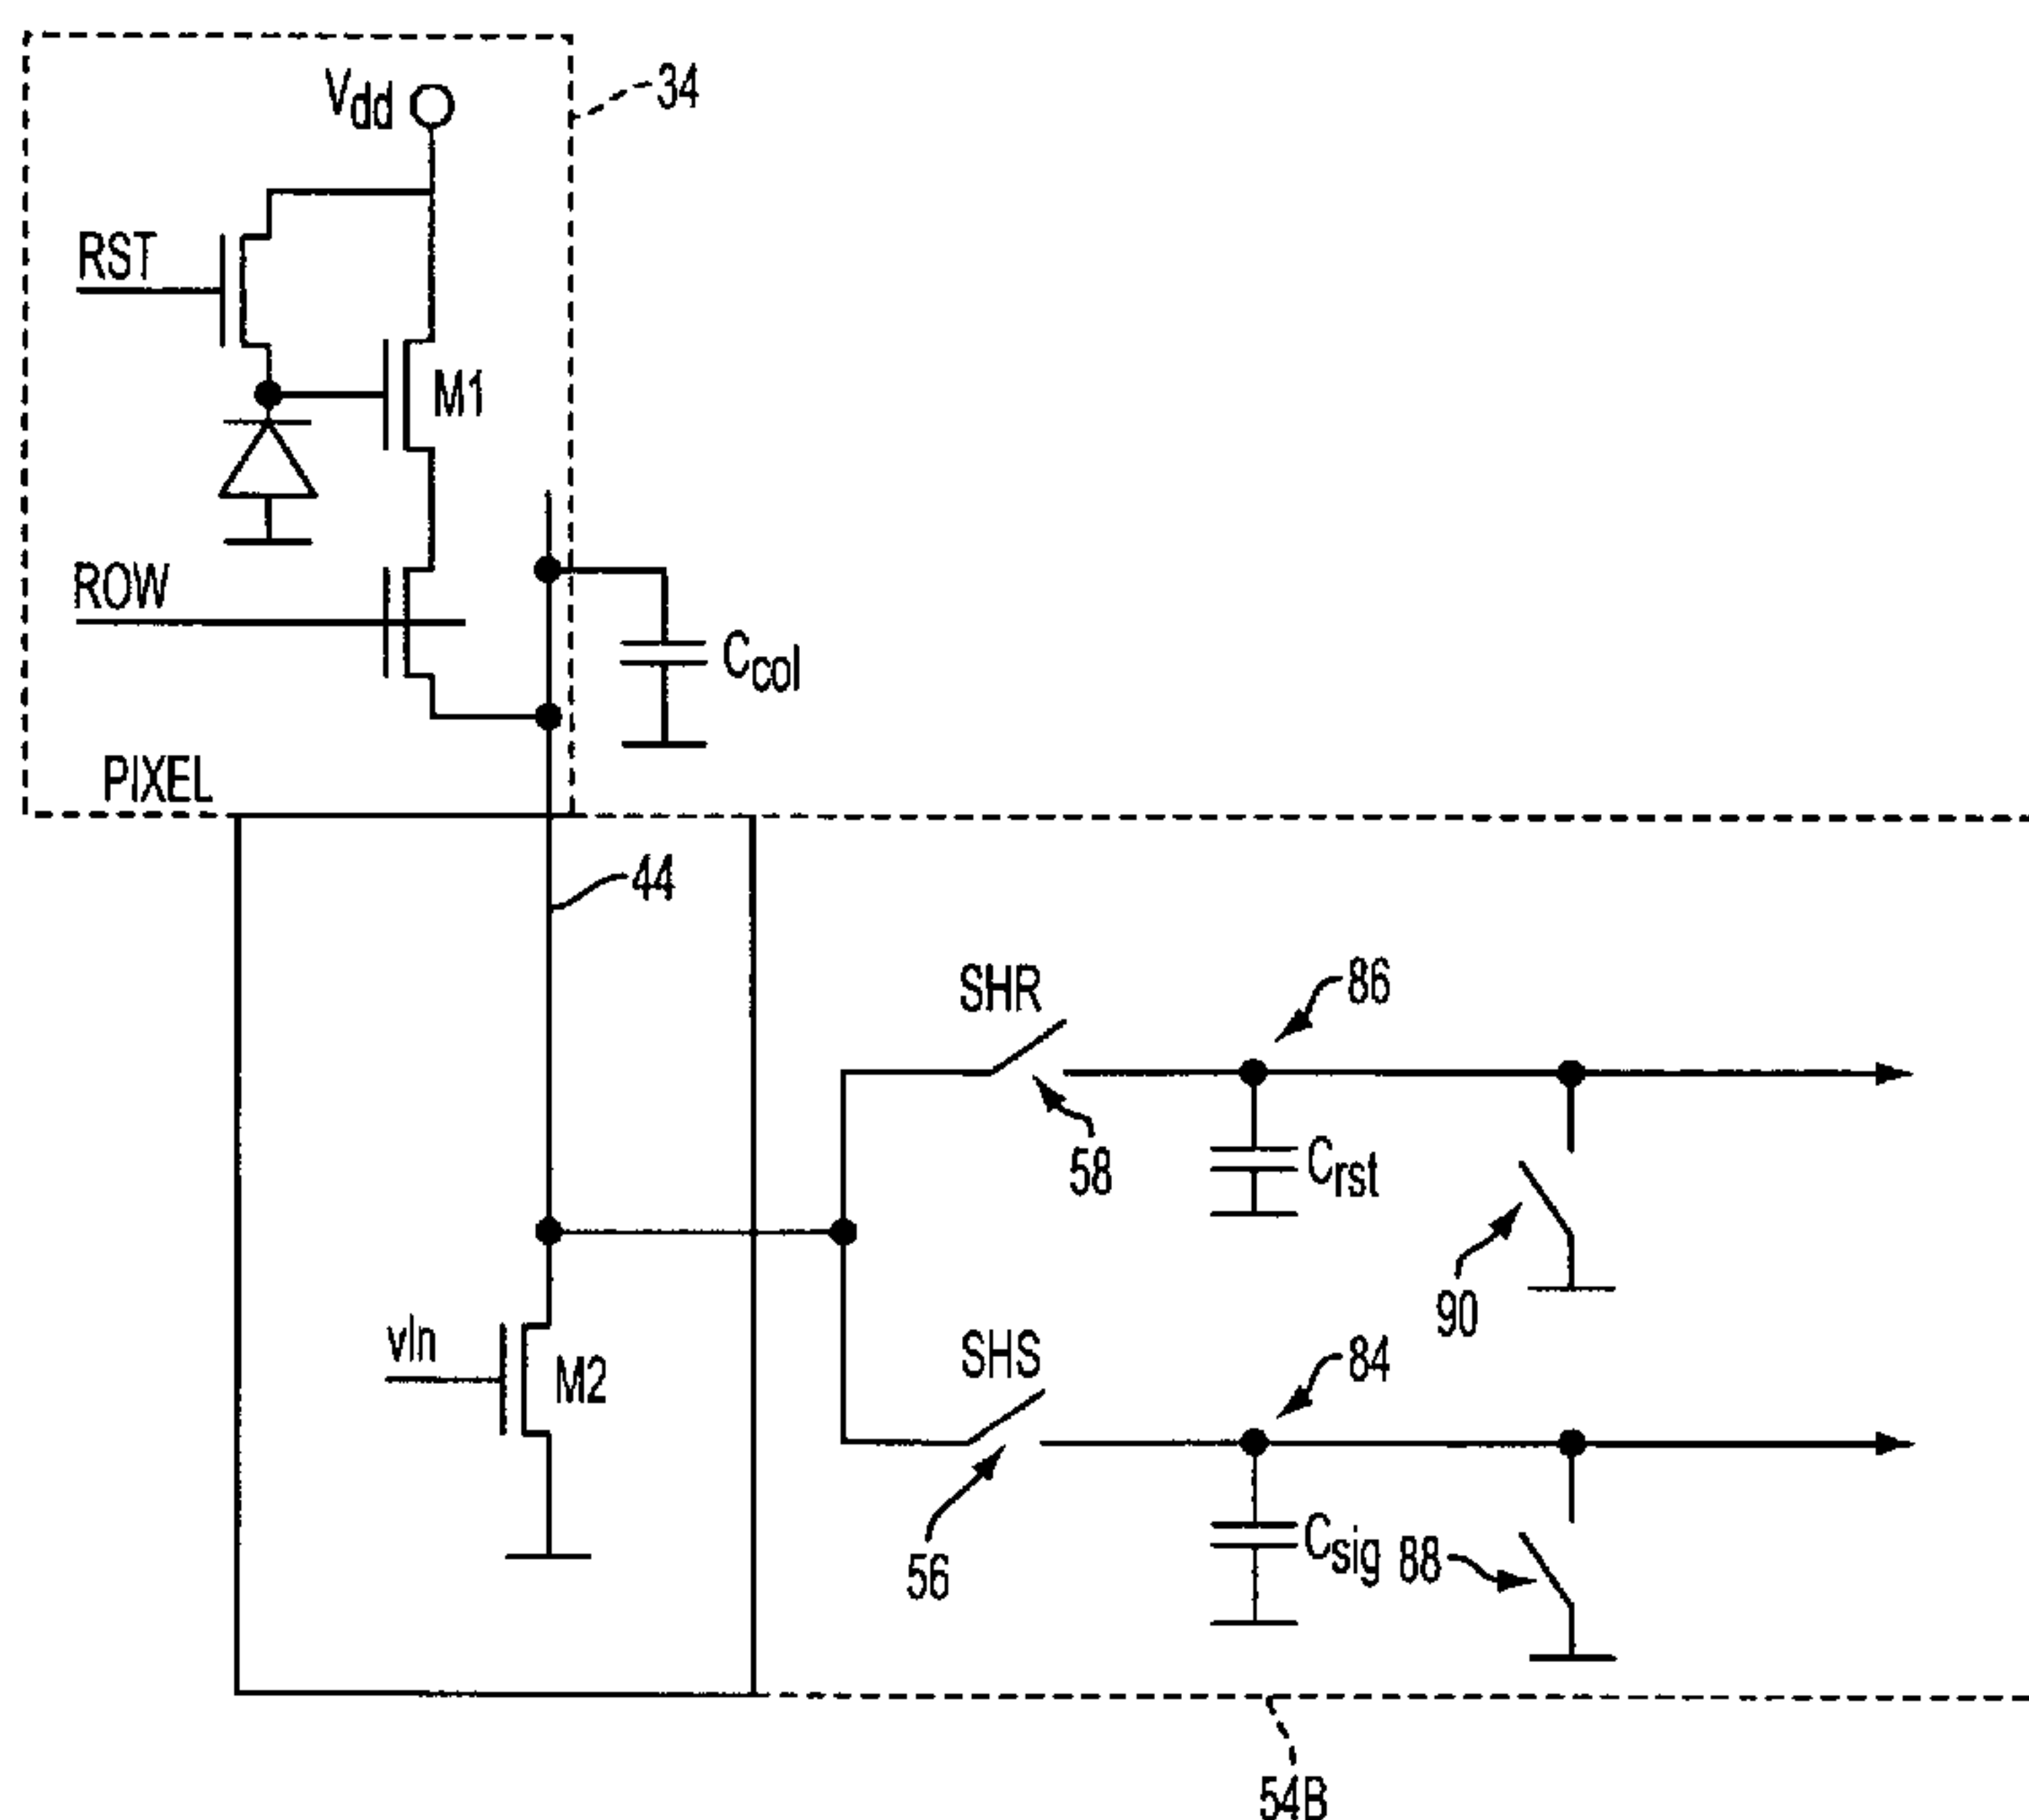 Vdd
34
RST
M1
ROW
Ccol
PIXEL
44
SHR
86
58
Crst
90
vln
M2
SHS
84
56
Csig
88
54B